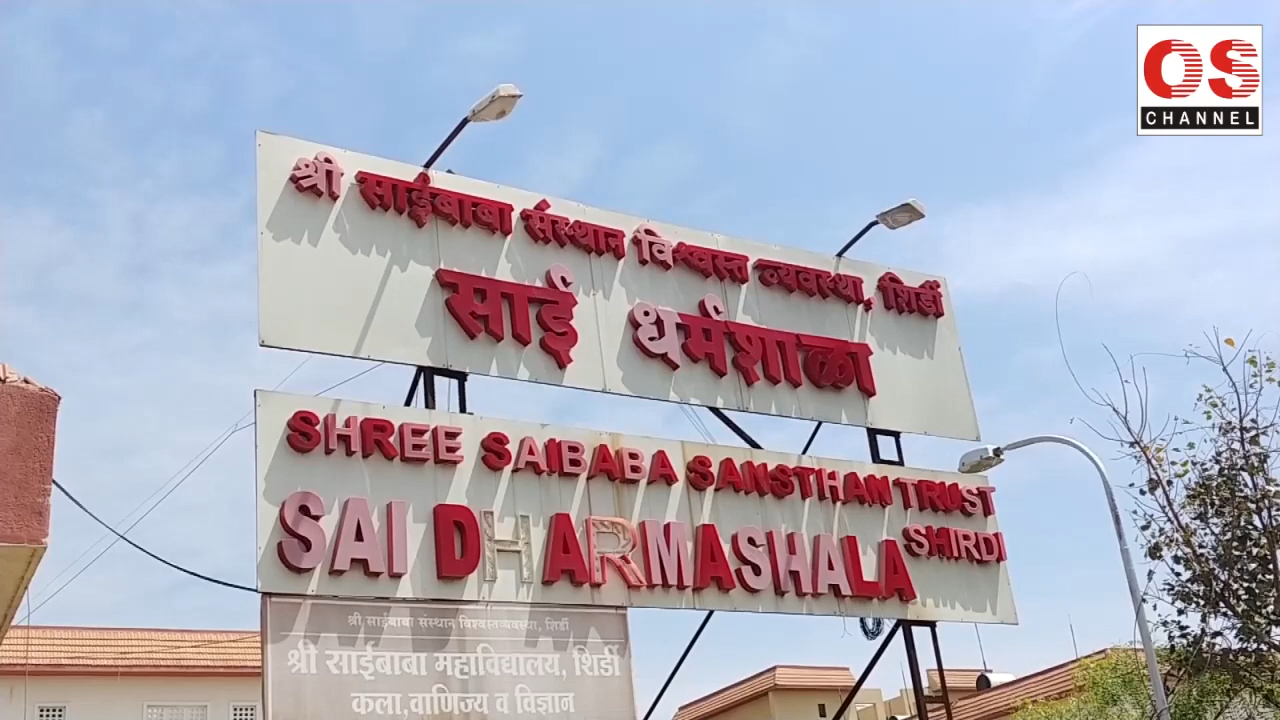 OS
CHANNEL
श्री साईबाबा संस्थान विश्वस्त व्यवस्था, शिर्डी
साई धर्मशाळा
SHREE SAIBABA SANSTHAN TRUST
SAI DHARMASHALA SHIRDI
श्री साईबाबा संस्थान विश्वस्तव्यवस्था, शिर्डी
श्री साईबाबा महाविद्यालय, शिर्डी
कला,वाणिज्य व विज्ञान